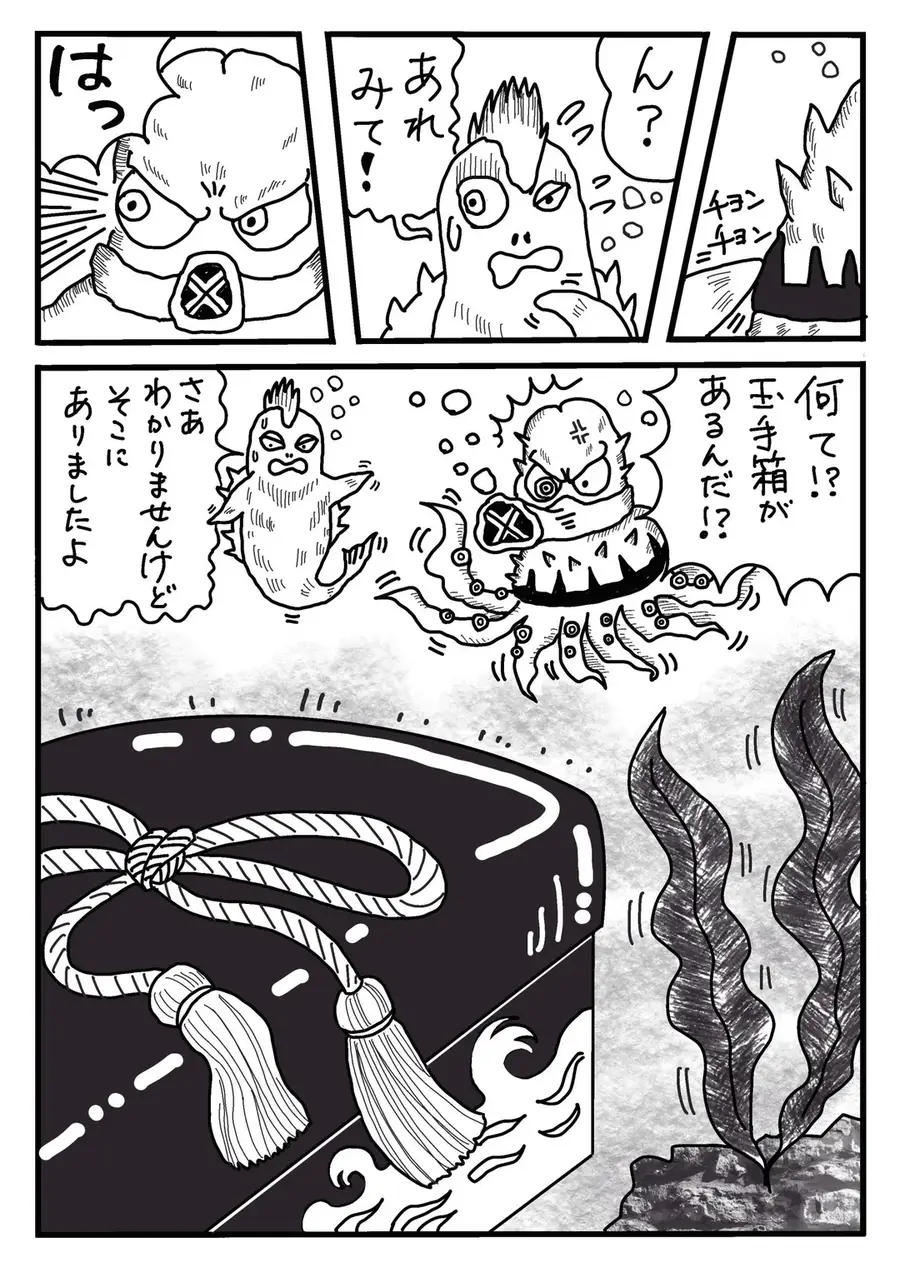 チョン
チョン
ん?
あれ
みて!
はっ
何て!?
玉手箱が
あるんだ!?
さあ
わかりませんけど
そこに
ありましたよ